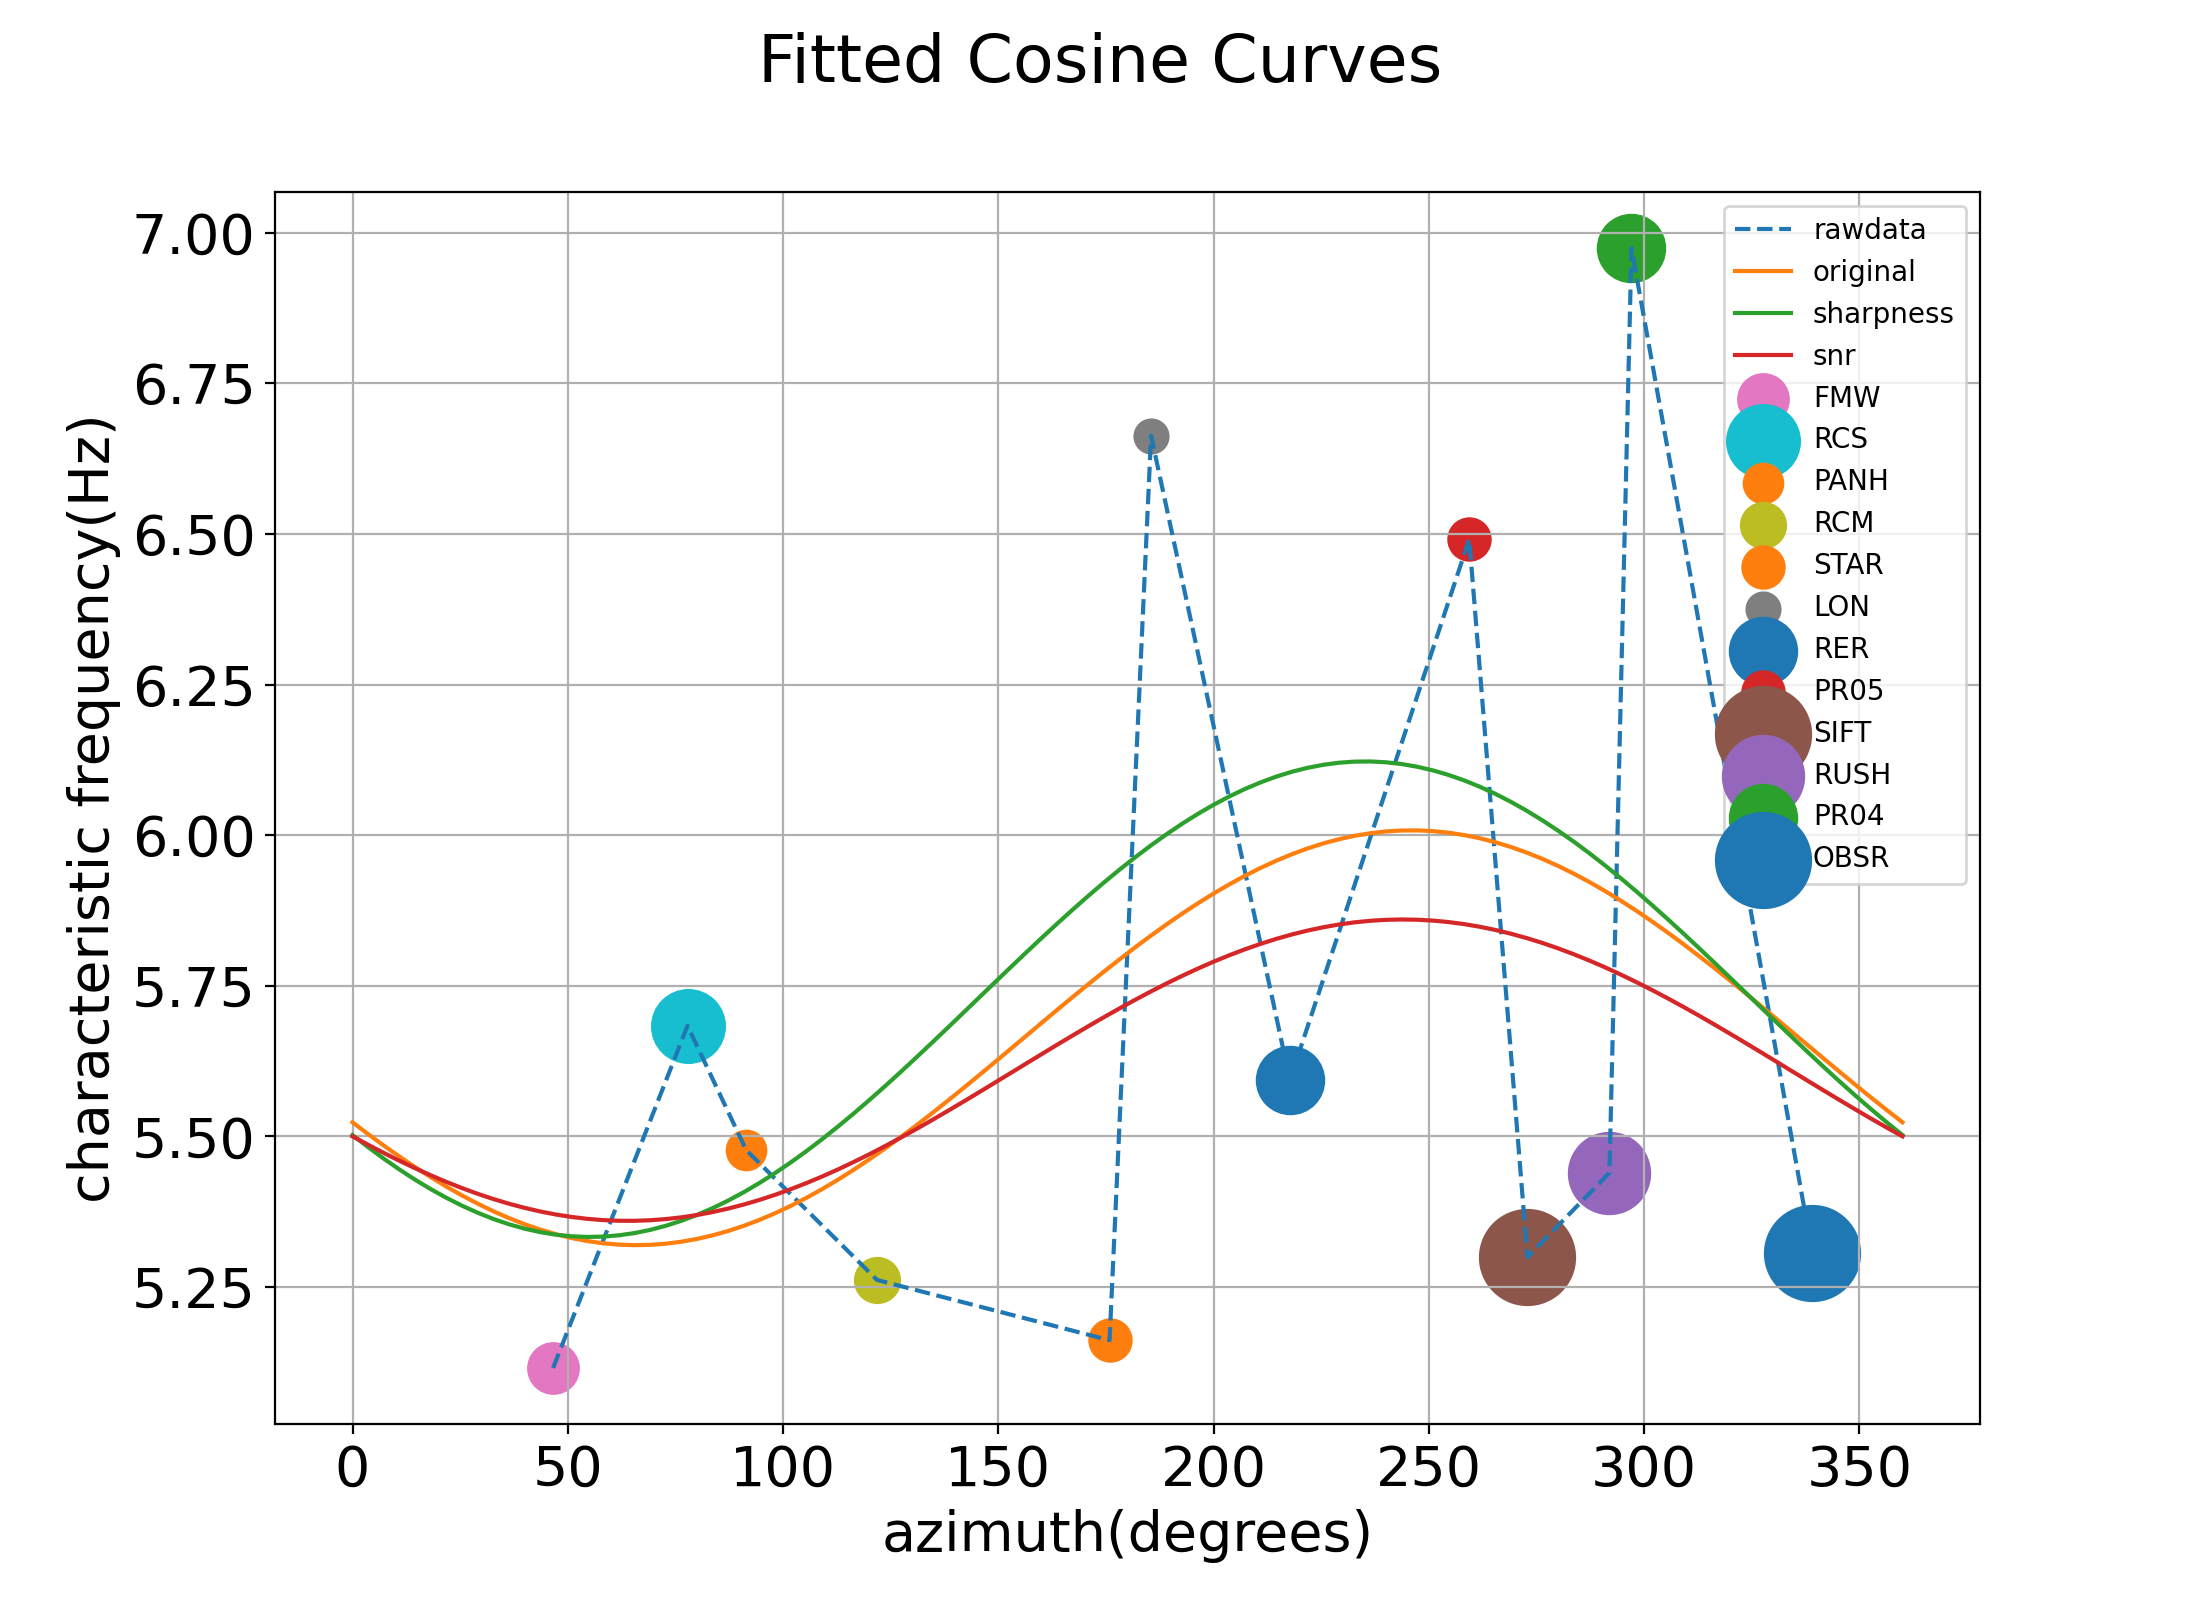 Fitted Cosine Curves
characteristic frequency(Hz)
7.00
6.75
6.50
6.25
6.00
5.75
5.50
5.25
0 50 100 150 200 250 300 350
azimuth(degrees)
rawdata
original
sharpness
snr
FMW
RCS
PANH
RCM
STAR
LON
RER
PR05
SIFT
RUSH
PR04
OBSR